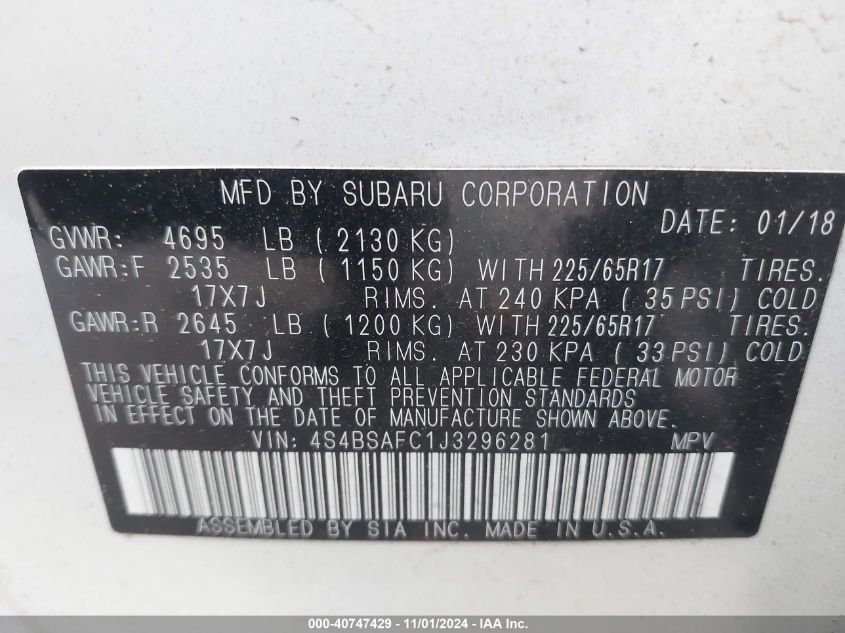 MFD BY SUBARU CORPORATION
DATE: 01/18
GVWR: 4695 LB ( 2130 KG)
GAWR:F 2535 LB ( 1150 KG) WITH 225/65R17 TIRES.
17X7J RIMS. AT 240 KPA ( 35 PSI) COLD
GAWR:R 2645 LB ( 1200 KG) WITH 225/65R17 TIRES.
17X7J RIMS. AT 230 KPA ( 33 PSI) COLD.
THIS VEHICLE CONFORMS TO ALL APPLICABLE FEDERAL MOTOR
VEHICLE SAFETY AND THEFT PREVENTION STANDARDS
IN EFFECT ON THE DATE OF MANUFACTURE SHOWN ABOVE.
VIN: 4S4BSAFC1J3296281 MPV
ASSEMBLED BY SIA INC. MADE IN U.S.A.
000-40747429 - 11/01/2024 - IAA Inc.